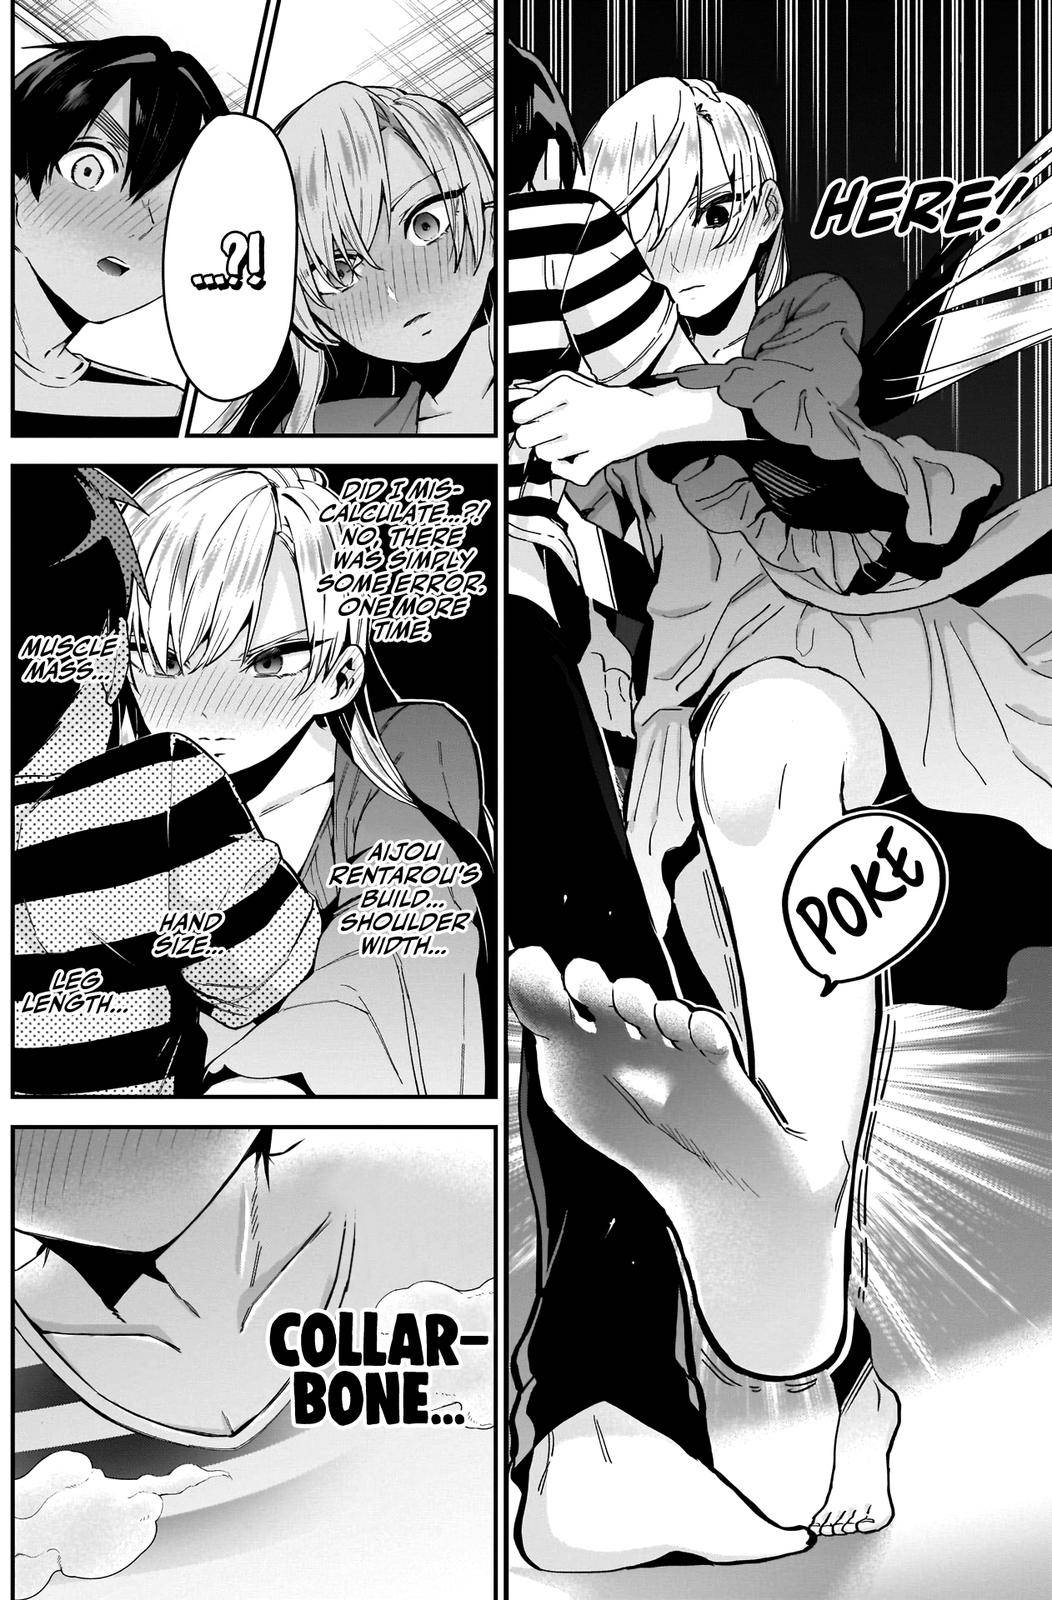 HERE!
POKE
....?!
DID I MIS-
CALCULATE...?!
NO, THERE
WAS SIMPLY
SOME ERROR.
ONE MORE
TIME.
AIJOU
RENTAROU'S
BUILD...
SHOULDER
WIDTH...
MUSCLE
MASS...
HAND
SIZE...
LEG
LENGTH...
COLLAR-
BONE...